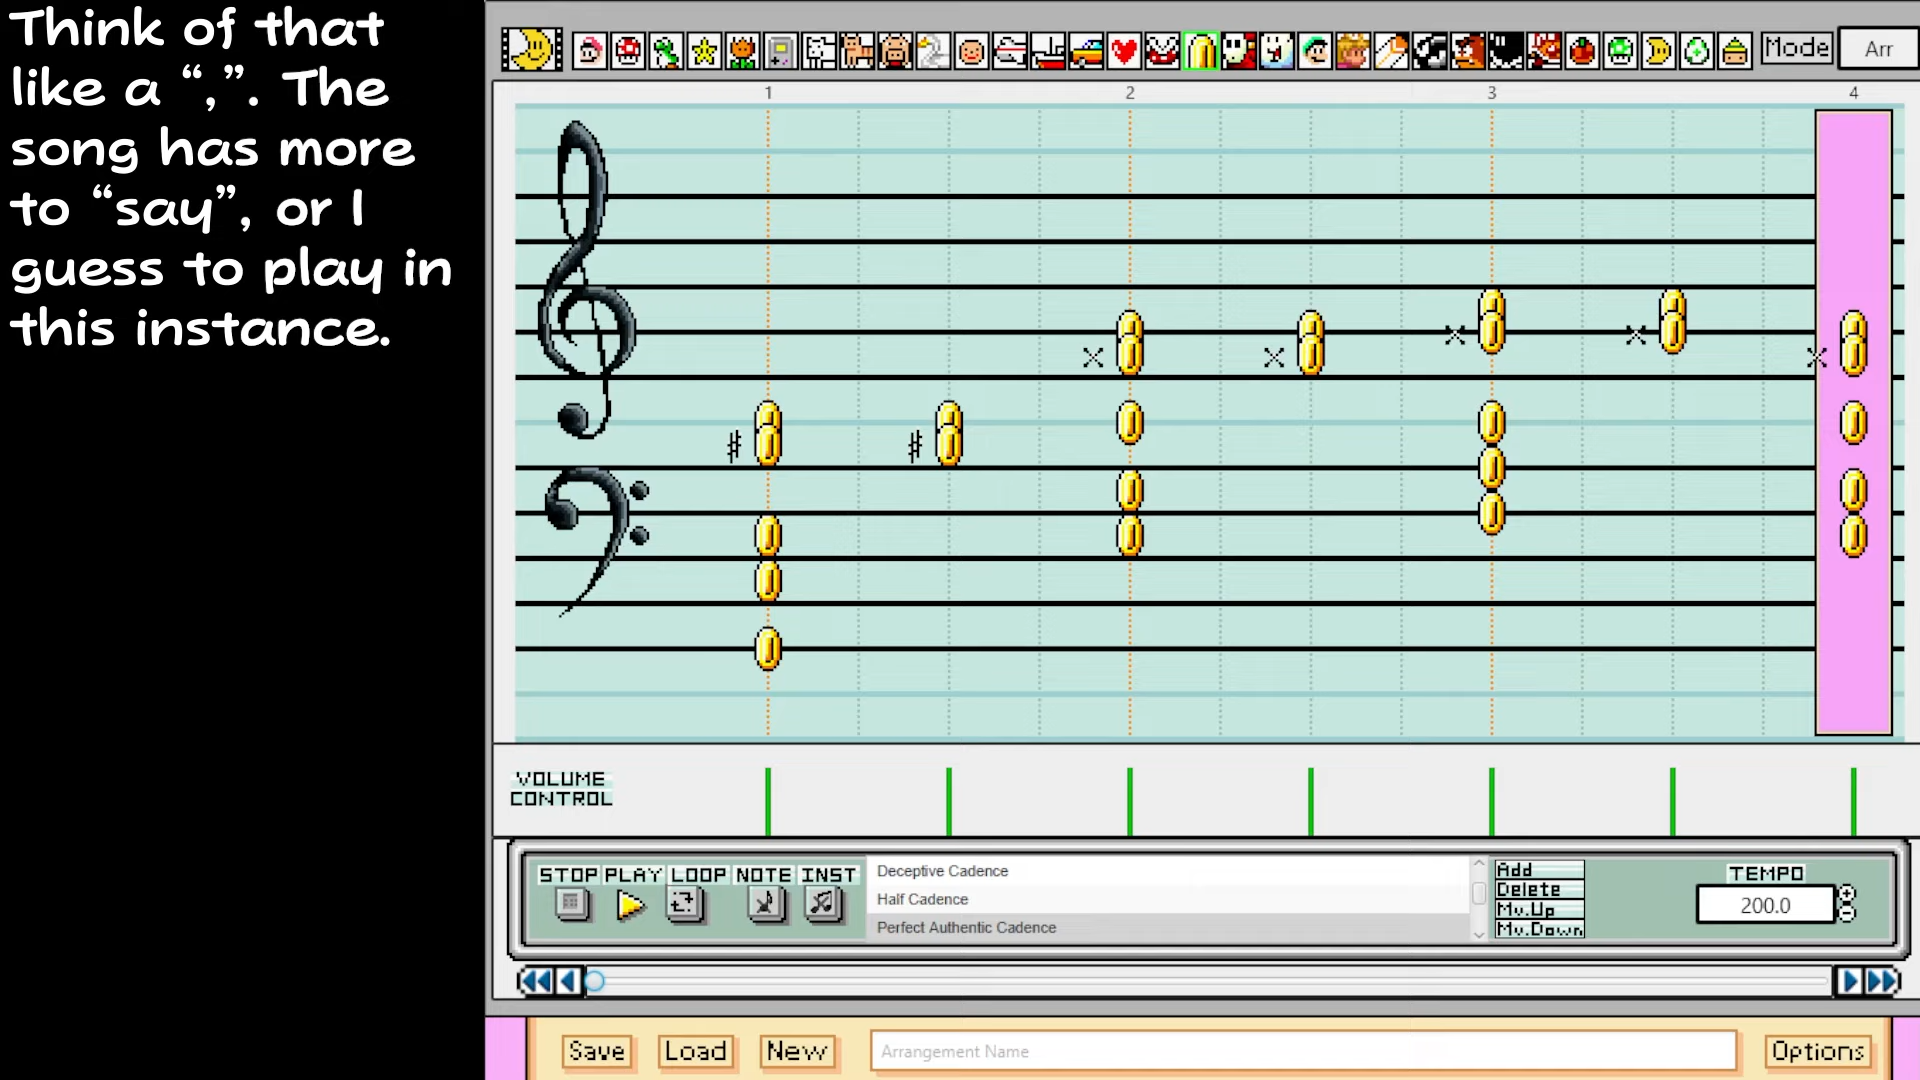 Think of that
like a “,”. The
song has more
to “say”, or I
guess to play in
this instance.
Mode
Arr
1 2 3 4
VOLUME
CONTROL
STOP PLAY LOOP NOTE INST
Deceptive Cadence
Half Cadence
Perfect Authentic Cadence
Add
Delete
Mv.Up
Mv.Down
TEMPO
200.0
Save
Load
New
Arrangement Name
Options